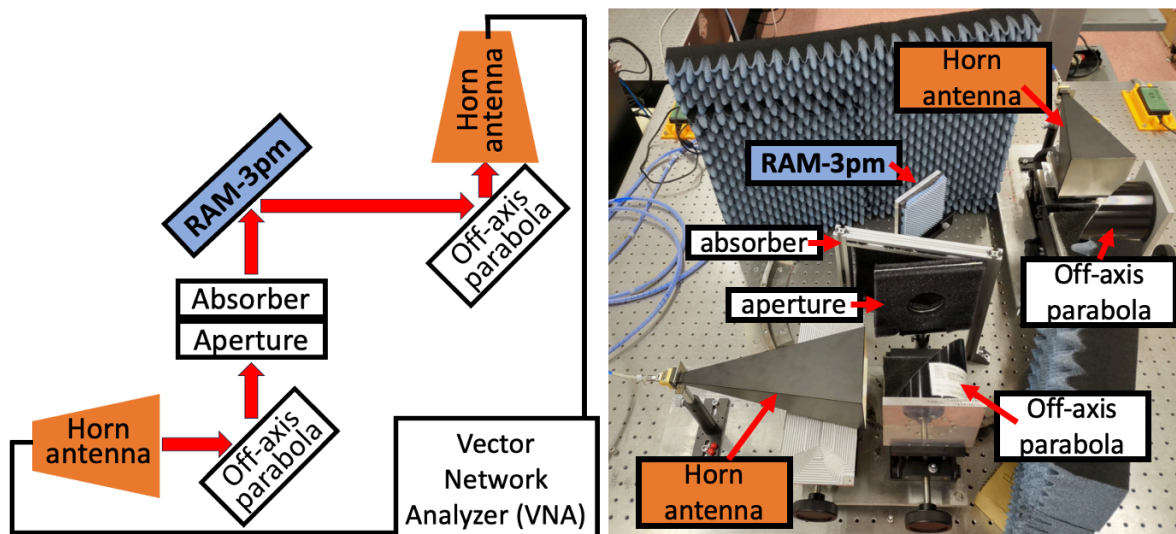 Horn
antenna
RAM-3pm
Off-axis
parabola
Absorber
Aperture
Horn
antenna
Off-axis
parabola
Vector
Network
Analyzer (VNA)
Horn
antenna
RAM-3pm
absorber
aperture
Off-axis
parabola
Off-axis
parabola
Horn
antenna